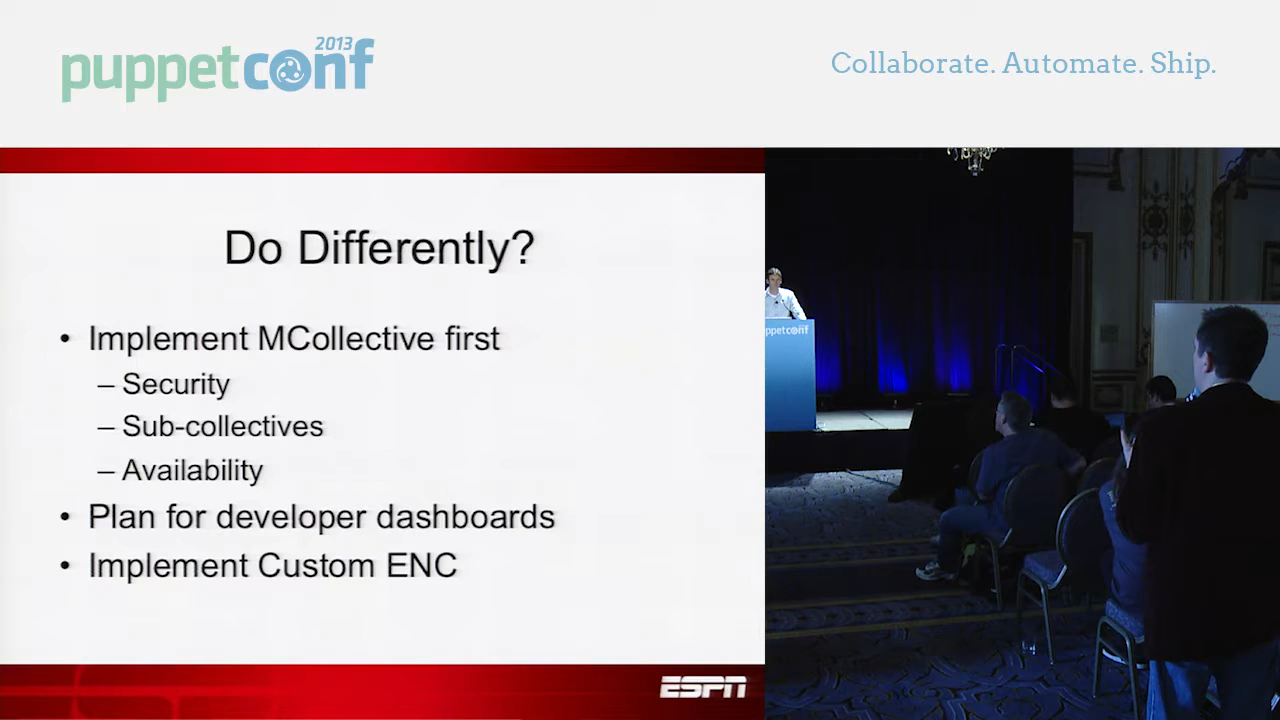 puppetconf 2013
Collaborate. Automate. Ship.
Do Differently?
• Implement MCollective first
– Security
– Sub-collectives
– Availability
• Plan for developer dashboards
• Implement Custom ENC
ESPN
ppetconf